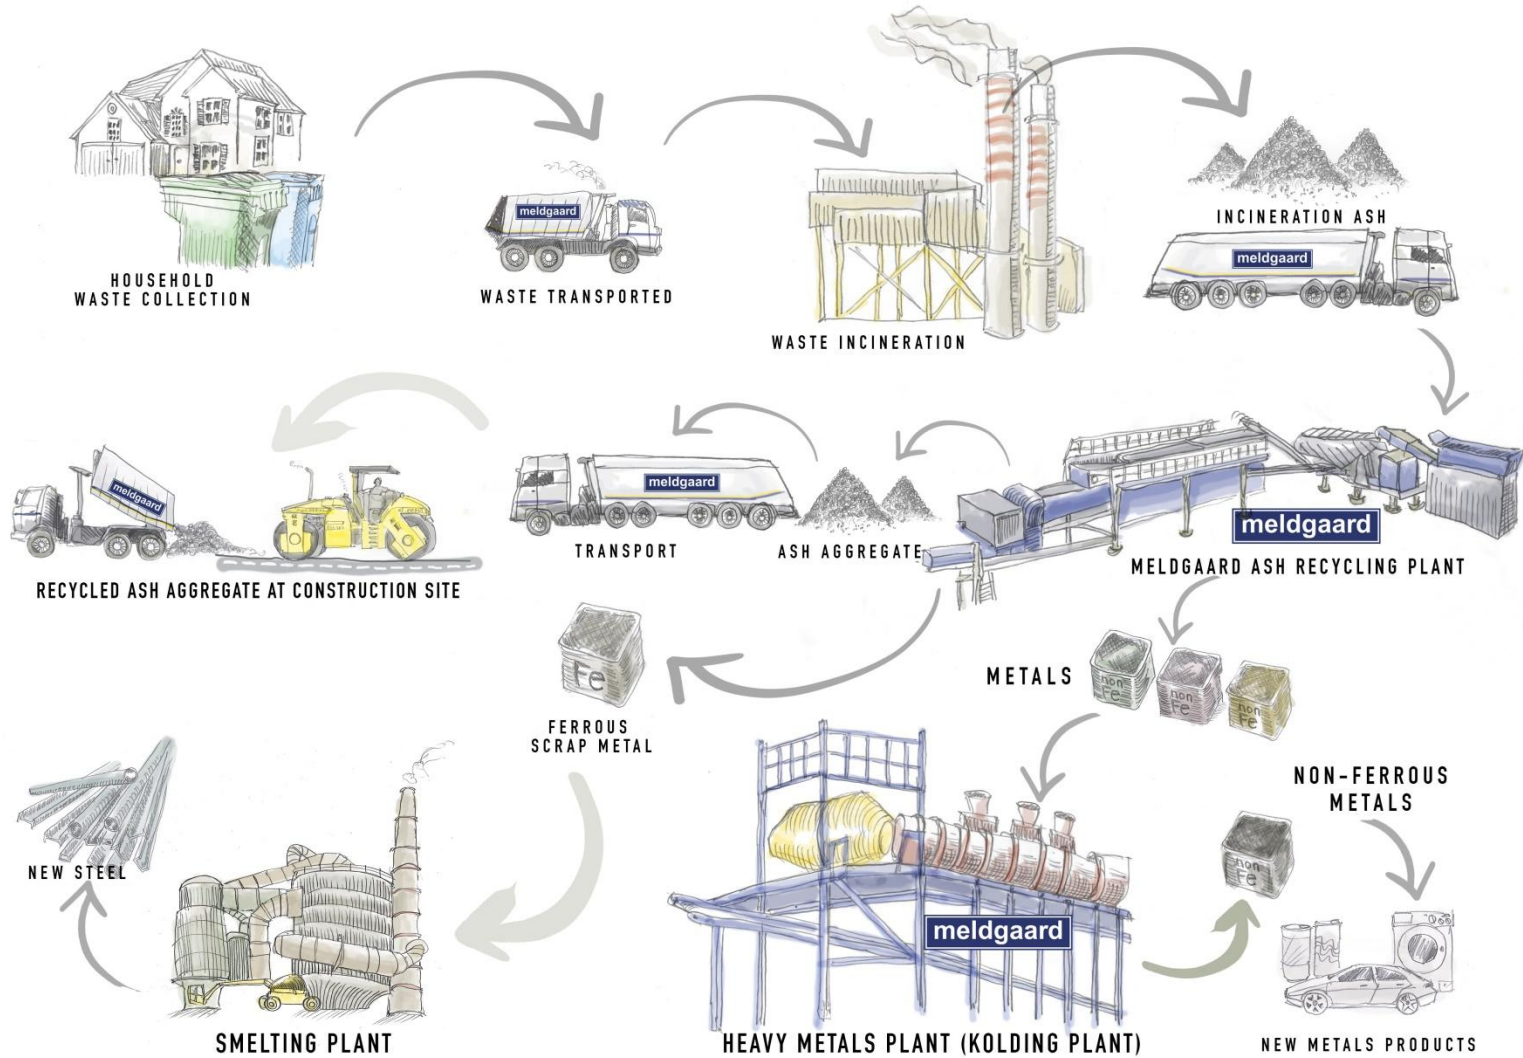 meldgaard
INCINERATION ASH
meldgaard
HOUSEHOLD
WASTE COLLECTION
WASTE TRANSPORTED
WASTE INCINERATION
meldgaard
meldgaard
meldgaard
TRANSPORT
ASH AGGREGATE
MELDGAARD ASH RECYCLING PLANT
RECYCLED ASH AGGREGATE AT CONSTRUCTION SITE
Fe
METALS
non
Fe
non
Fe
non
Fe
FERROUS
SCRAP METAL
NON-FERROUS
METALS
NEW STEEL
non
Fe
meldgaard
SMELTING PLANT
HEAVY METALS PLANT (KOLDING PLANT)
NEW METALS PRODUCTS